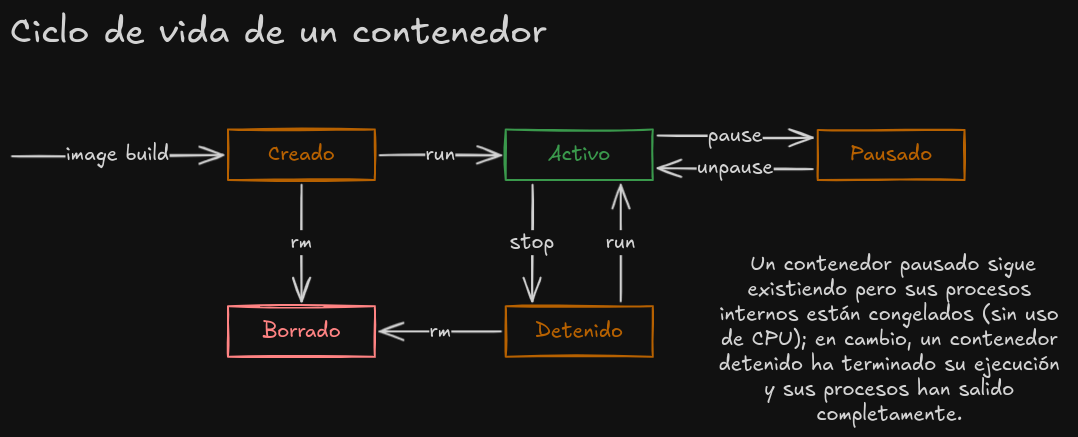 Ciclo de vida de un contenedor
image build
Creado
run
Activo
pause
Pausado
unpause
rm
stop
run
Borrado
rm
Detenido
Un contenedor pausado sigue
existiendo pero sus procesos
internos están congelados (sin uso
de CPU); en cambio, un contenedor
detenido ha terminado su ejecución
y sus procesos han salido
completamente.